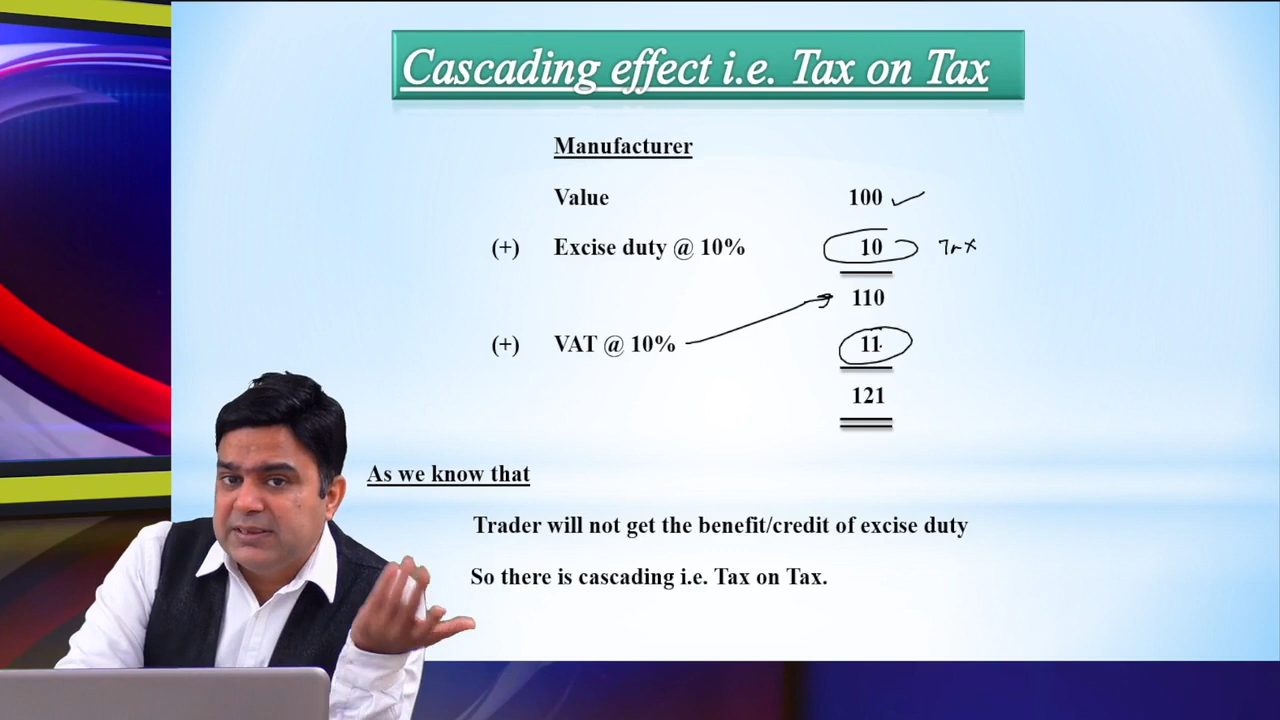 Cascading effect i.e. Tax on Tax
Manufacturer
Value 100
(+) Excise duty @ 10% 10 Tax
110
(+) VAT @ 10% 11
121
As we know that
Trader will not get the benefit/credit of excise duty
So there is cascading i.e. Tax on Tax.